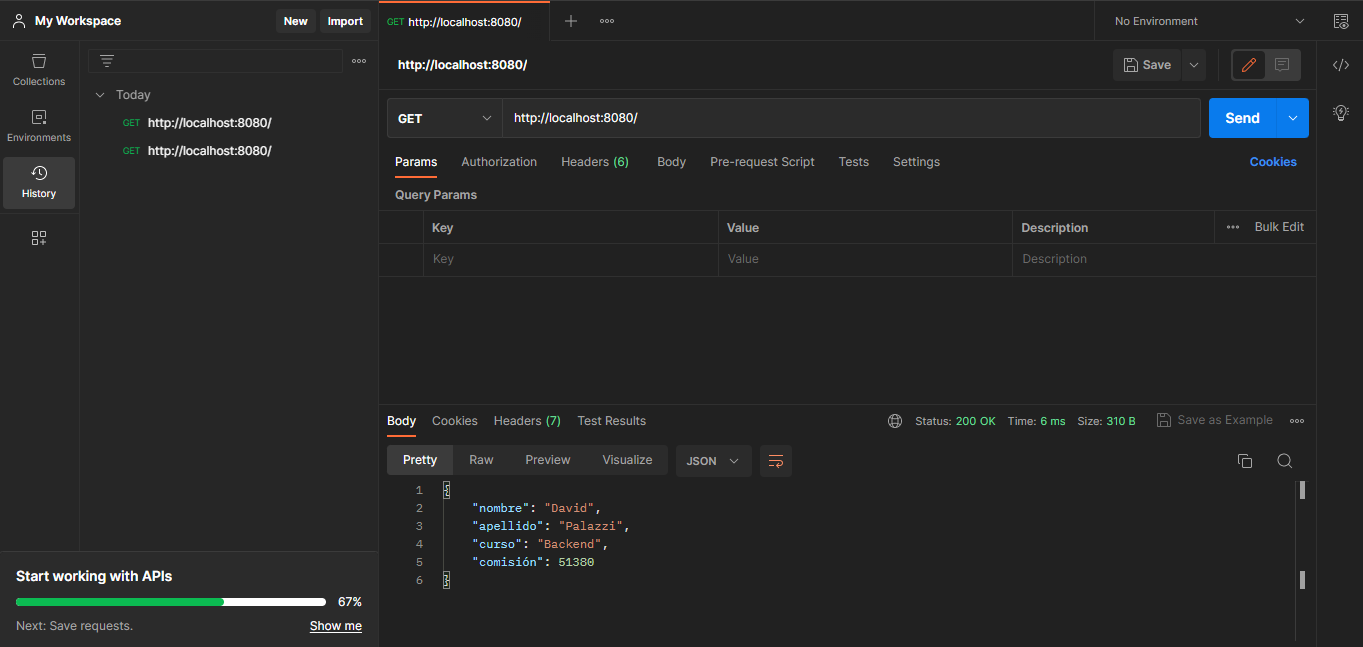 My Workspace New Import GET http://localhost:8080/ No Environment
http://localhost:8080/ Save
Collections
Environments
History
Today
GET http://localhost:8080/
GET http://localhost:8080/
GET http://localhost:8080/ Send
Params Authorization Headers (6) Body Pre-request Script Tests Settings Cookies
Query Params
Key Value Description Bulk Edit
Key Value Description
Body Cookies Headers (7) Test Results Status: 200 OK Time: 6 ms Size: 310 B Save as Example
Pretty Raw Preview Visualize JSON
1 {
2 "nombre": "David",
3 "apellido": "Palazzi",
4 "curso": "Backend",
5 "comisión": 51380
6 }
Start working with APIs
67%
Next: Save requests. Show me